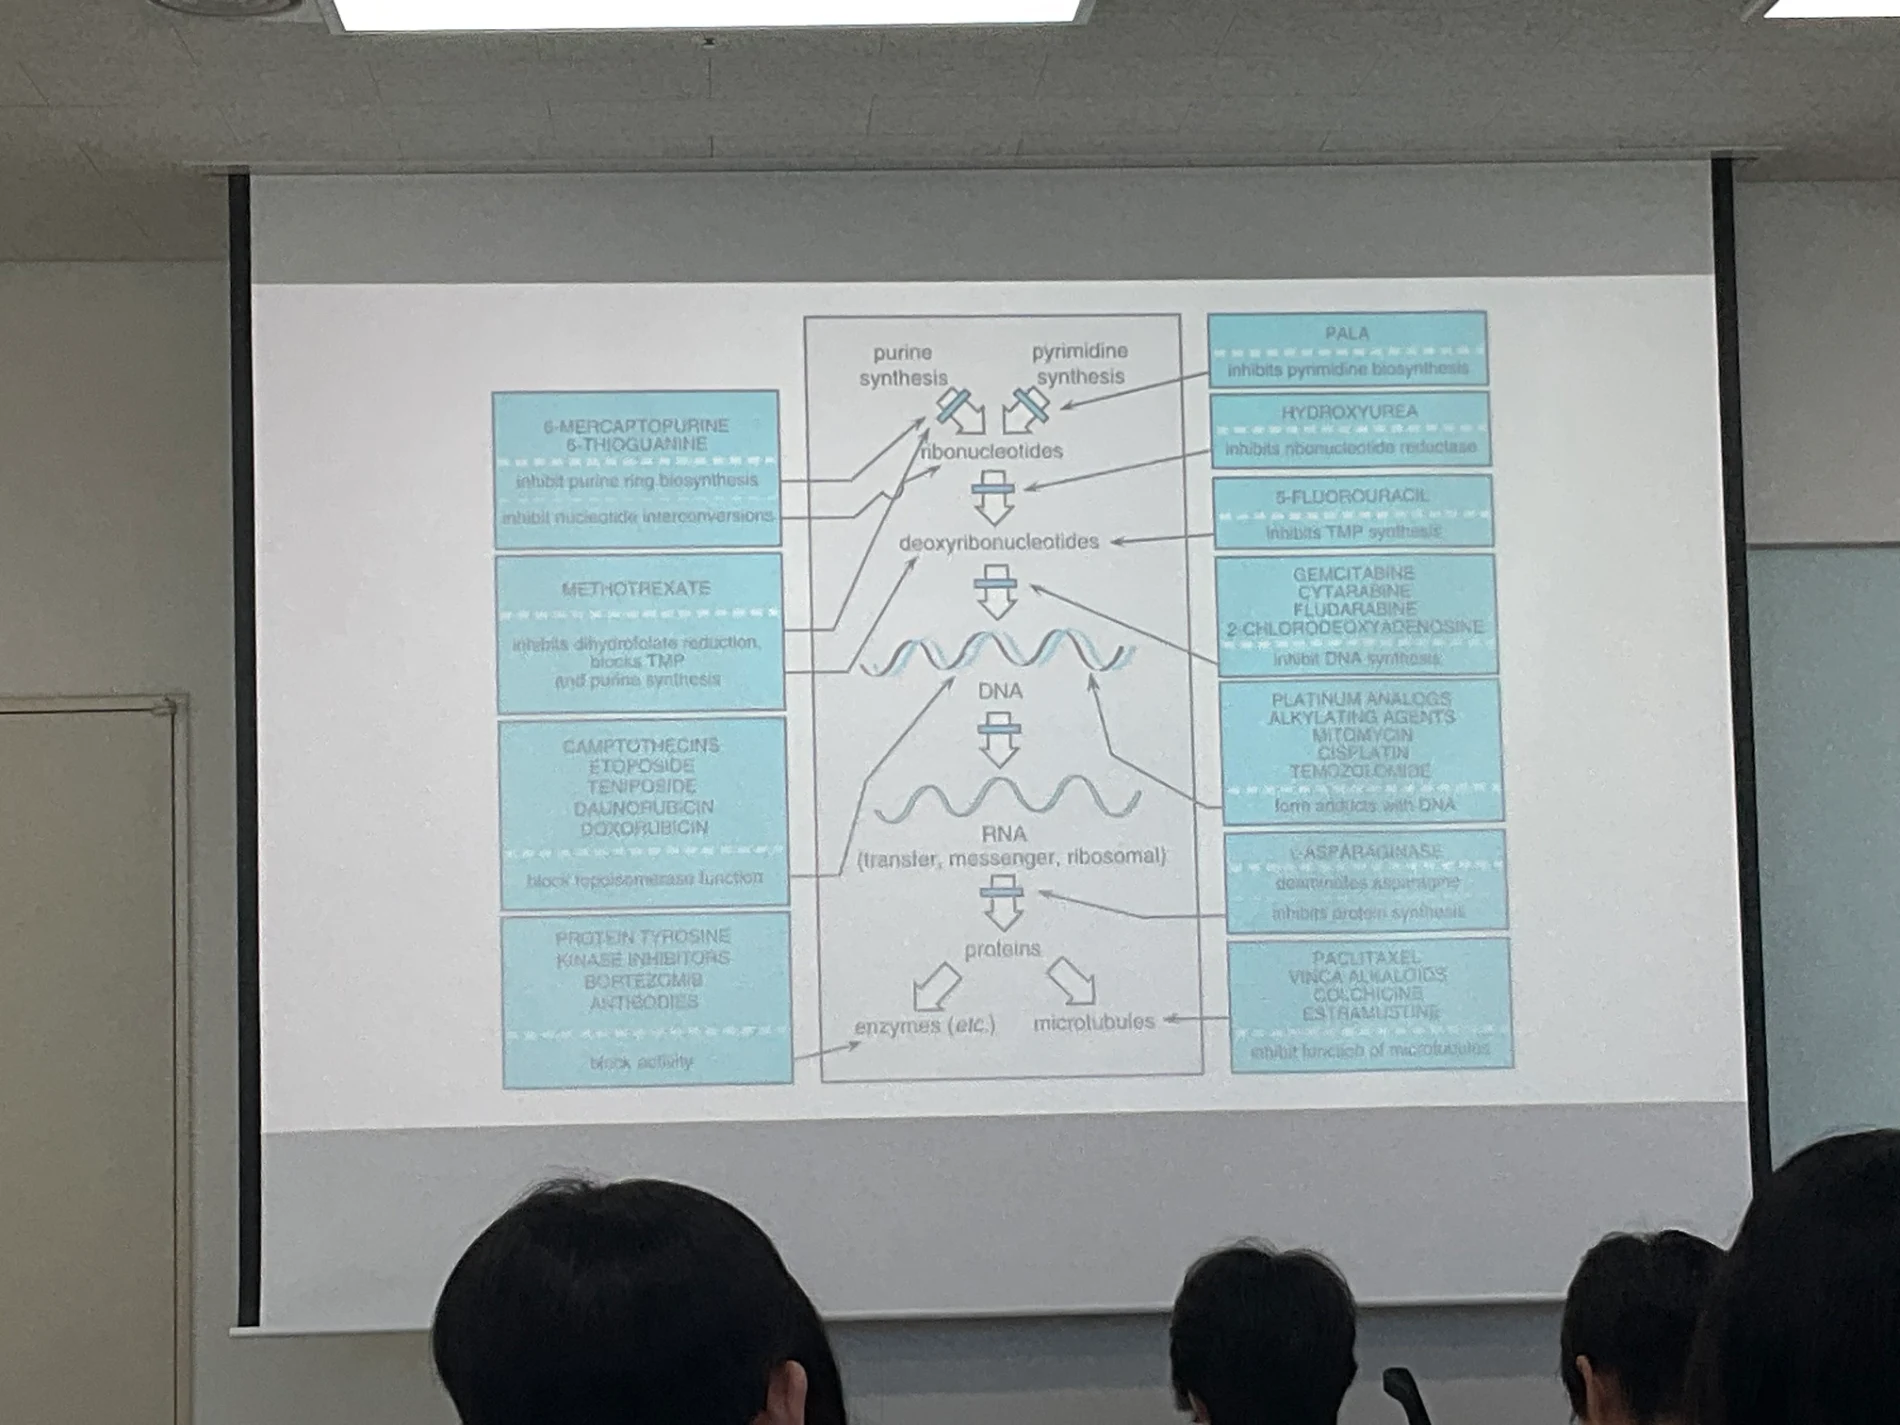 purine
synthesis
pyrimidine
synthesis
ribonucleotides
deoxyribonucleotides
DNA
RNA
(transfer, messenger, ribosomal)
proteins
enzymes (etc.)
microtubules
6-MERCAPTOPURINE
6-THIOGUANINE
inhibit purine ring biosynthesis
inhibit nucleotide interconversions
METHOTREXATE
inhibits dihydrofolate reduction,
blocks TMP
and purine synthesis
CAMPTOTHECINS
ETOPOSIDE
TENIPOSIDE
DAUNORUBICIN
DOXORUBICIN
block topoisomerase function
PROTEIN TYROSINE
KINASE INHIBITORS
BORTEZOMIB
ANTIBODIES
block activity
PALA
inhibits pyrimidine biosynthesis
HYDROXYUREA
inhibits ribonucleotide reductase
5-FLUOROURACIL
inhibits TMP synthesis
GEMCITABINE
CYTARABINE
FLUDARABINE
2-CHLORODEOXYADENOSINE
inhibit DNA synthesis
PLATINUM ANALOGS
ALKYLATING AGENTS
MITOMYCIN
CISPLATIN
TEMOZOLOMIDE
form adducts with DNA
L-ASPARAGINASE
deaminates asparagine
inhibits protein synthesis
PACLITAXEL
VINCA ALKALOIDS
COLCHICINE
ESTRAMUSTINE
inhibit function of microtubules